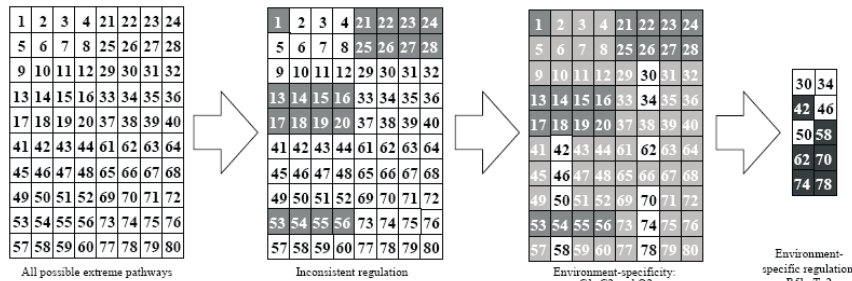 1 2 3 4 21 22 23 24
5 6 7 8 25 26 27 28
9 10 11 12 29 30 31 32
13 14 15 16 33 34 35 36
17 18 19 20 37 38 39 40
41 42 43 44 61 62 63 64
45 46 47 48 65 66 67 68
49 50 51 52 69 70 71 72
53 54 55 56 73 74 75 76
57 58 59 60 77 78 79 80
All possible extreme pathways
1 2 3 4 21 22 23 24
5 6 7 8 25 26 27 28
9 10 11 12 29 30 31 32
13 14 15 16 33 34 35 36
17 18 19 20 37 38 39 40
41 42 43 44 61 62 63 64
45 46 47 48 65 66 67 68
49 50 51 52 69 70 71 72
53 54 55 56 73 74 75 76
57 58 59 60 77 78 79 80
Inconsistent regulation
1 2 3 4 21 22 23 24
5 6 7 8 25 26 27 28
9 10 11 12 29 30 31 32
13 14 15 16 33 34 35 36
17 18 19 20 37 38 39 40
41 42 43 44 61 62 63 64
45 46 47 48 65 66 67 68
49 50 51 52 69 70 71 72
53 54 55 56 73 74 75 76
57 58 59 60 77 78 79 80
Environment-specificity:
30 34
42 46
50 58
62 70
74 78
Environment-
specific regulation